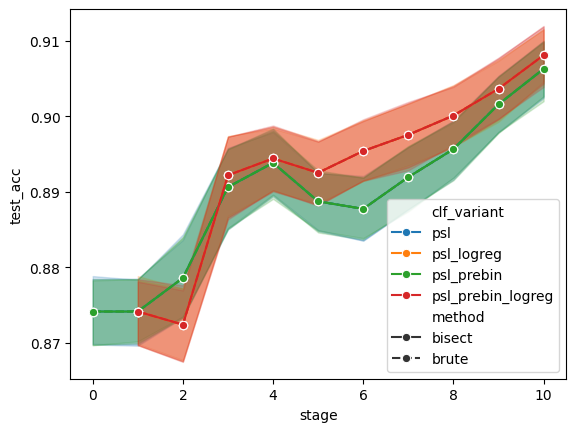 0.91
0.90
0.89
0.88
0.87
test_acc
clf_variant
psl
psl_logreg
psl_prebin
psl_prebin_logreg
method
bisect
brute
0 2 4 6 8 10
stage